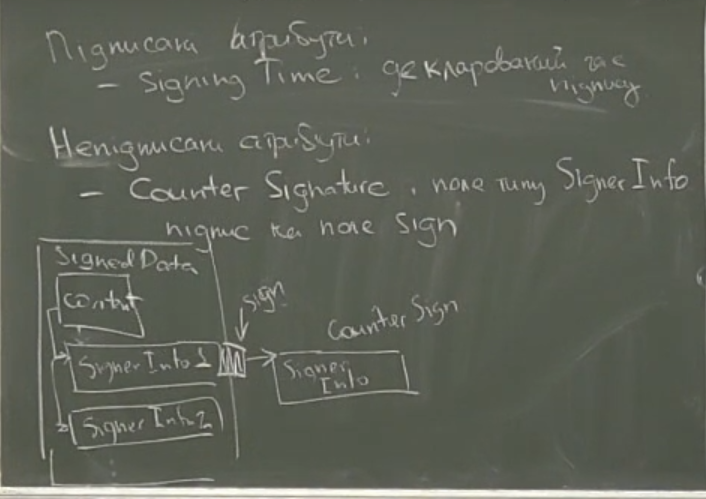 Підписані атрибути:
- Signing Time: декларований час
підпису
Непідписані атрибути:
- Counter Signature: поле типу Signer Info
підпис на поле Sign
Signed Data
Content
sign
Counter Sign
Signer Info 1
Signer
Info
Signer Info 2